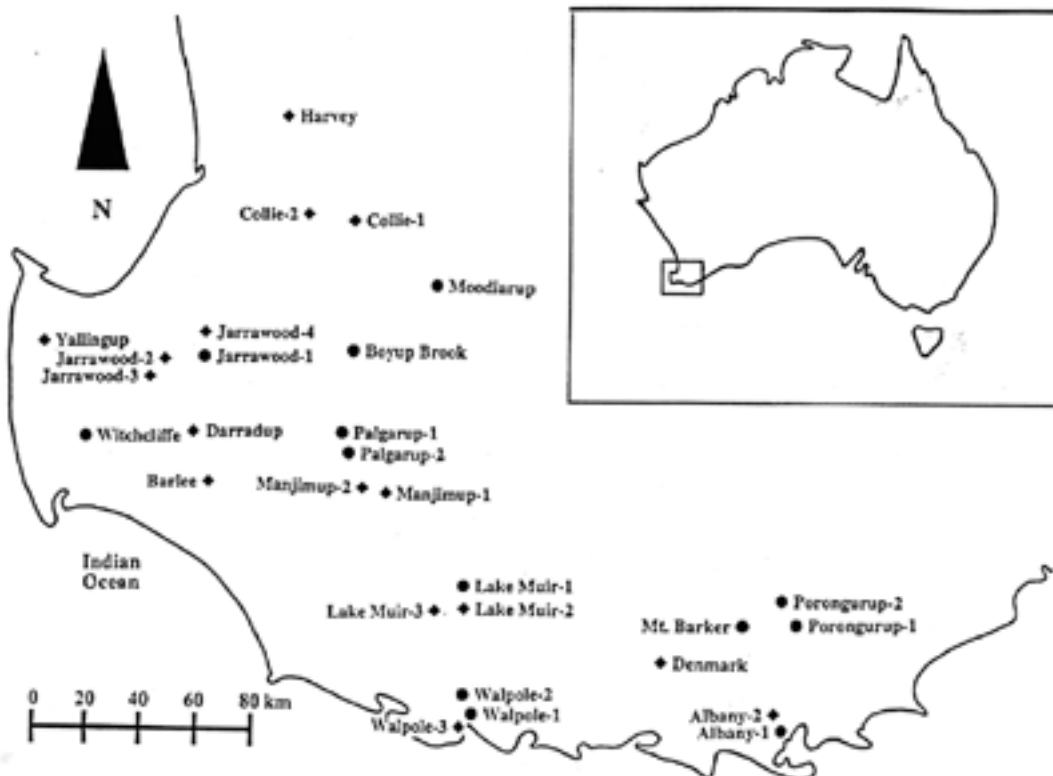 Harvey
N
Collie-2
Collie-1
Moodiarup
Yallingup
Jarrawood-4
Jarrawood-2
Jarrawood-1
Boyup Brook
Jarrawood-3
Witchcliffe
Darradup
Palgarup-1
Palgarup-2
Barlee
Manjimup-2
Manjimup-1
Indian
Ocean
Lake Muir-1
Lake Muir-3
Lake Muir-2
Porongurup-2
Mt. Barker
Porongurup-1
Denmark
0 20 40 60 80 km
Walpole-2
Walpole-1
Walpole-3
Albany-2
Albany-1